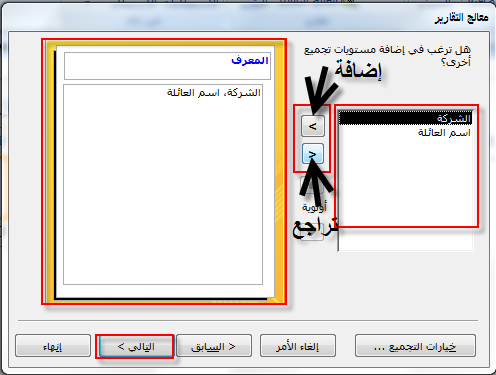 معالج التقارير
هل ترغب في إضافة مستويات تجميع
أخرى؟
إضافة
الشركة
اسم العائلة
>
<
أولوية
تراجع
المعرف
الشركة، اسم العائلة
خيارات التجميع ...
إلغاء الأمر
< السابق
التالي >
إنهاء